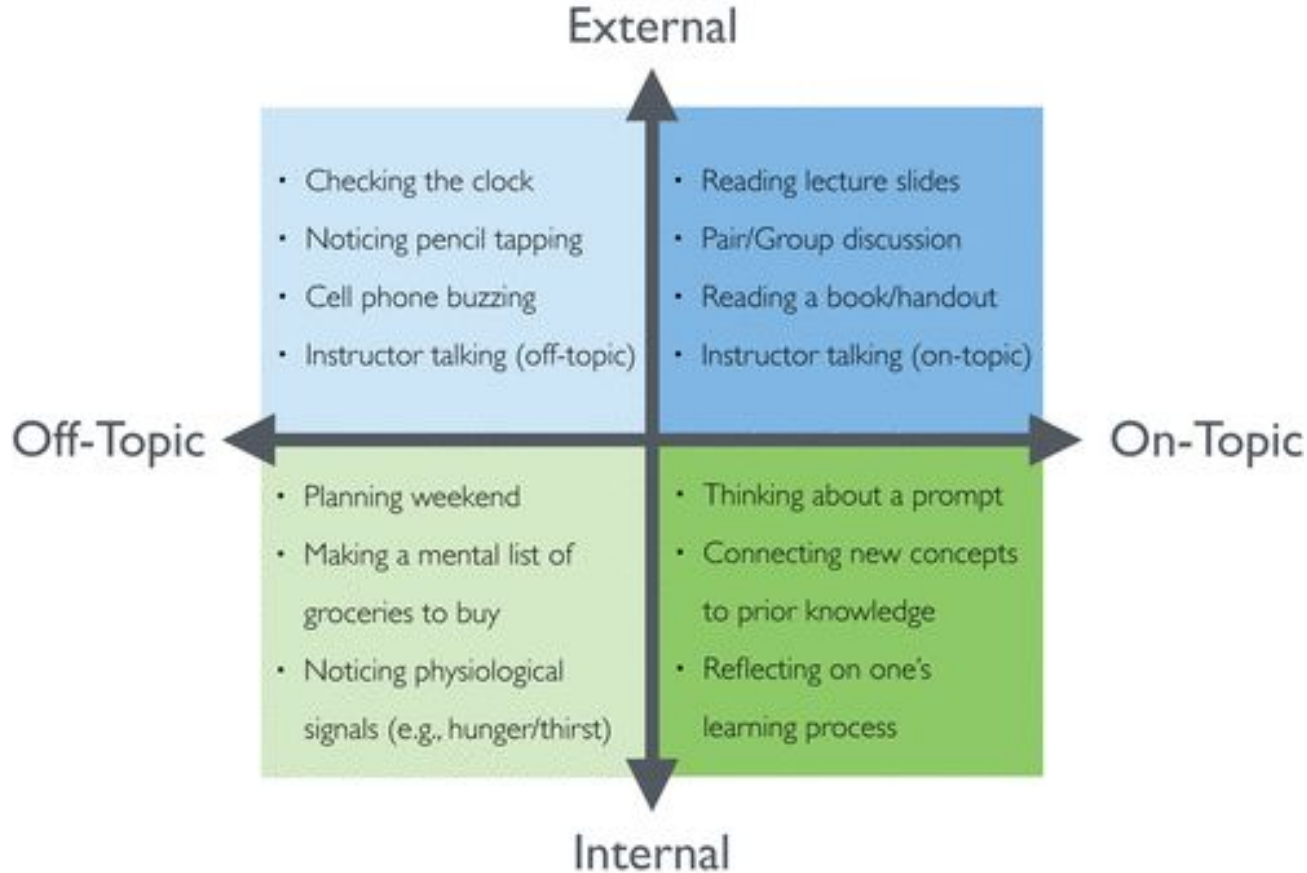 External
• Checking the clock
• Noticing pencil tapping
• Cell phone buzzing
• Instructor talking (off-topic)
• Reading lecture slides
• Pair/Group discussion
• Reading a book/handout
• Instructor talking (on-topic)
Off-Topic
On-Topic
• Planning weekend
• Making a mental list of
groceries to buy
• Noticing physiological
signals (e.g., hunger/thirst)
• Thinking about a prompt
• Connecting new concepts
to prior knowledge
• Reflecting on one's
learning process
Internal